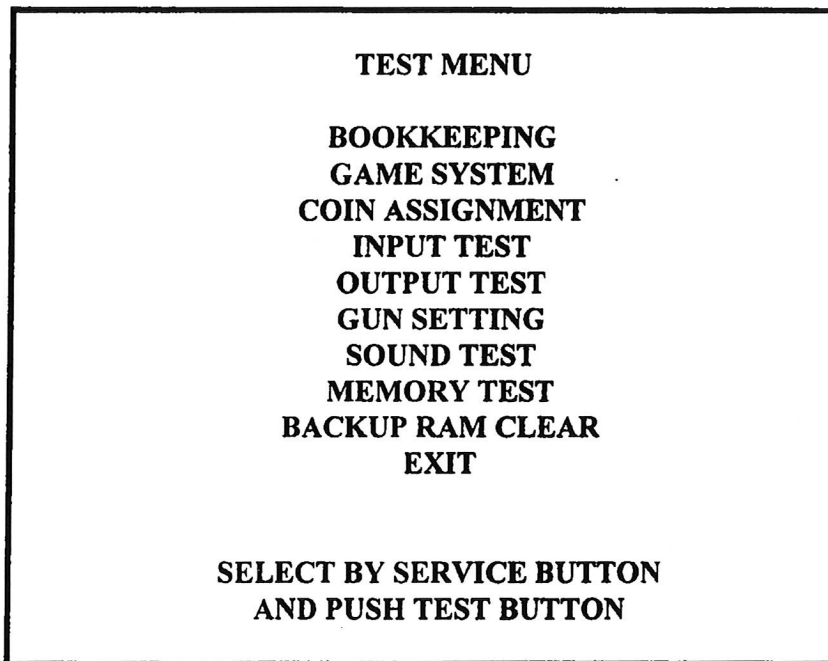 TEST MENU
BOOKKEEPING
GAME SYSTEM
COIN ASSIGNMENT
INPUT TEST
OUTPUT TEST
GUN SETTING
SOUND TEST
MEMORY TEST
BACKUP RAM CLEAR
EXIT
SELECT BY SERVICE BUTTON
AND PUSH TEST BUTTON